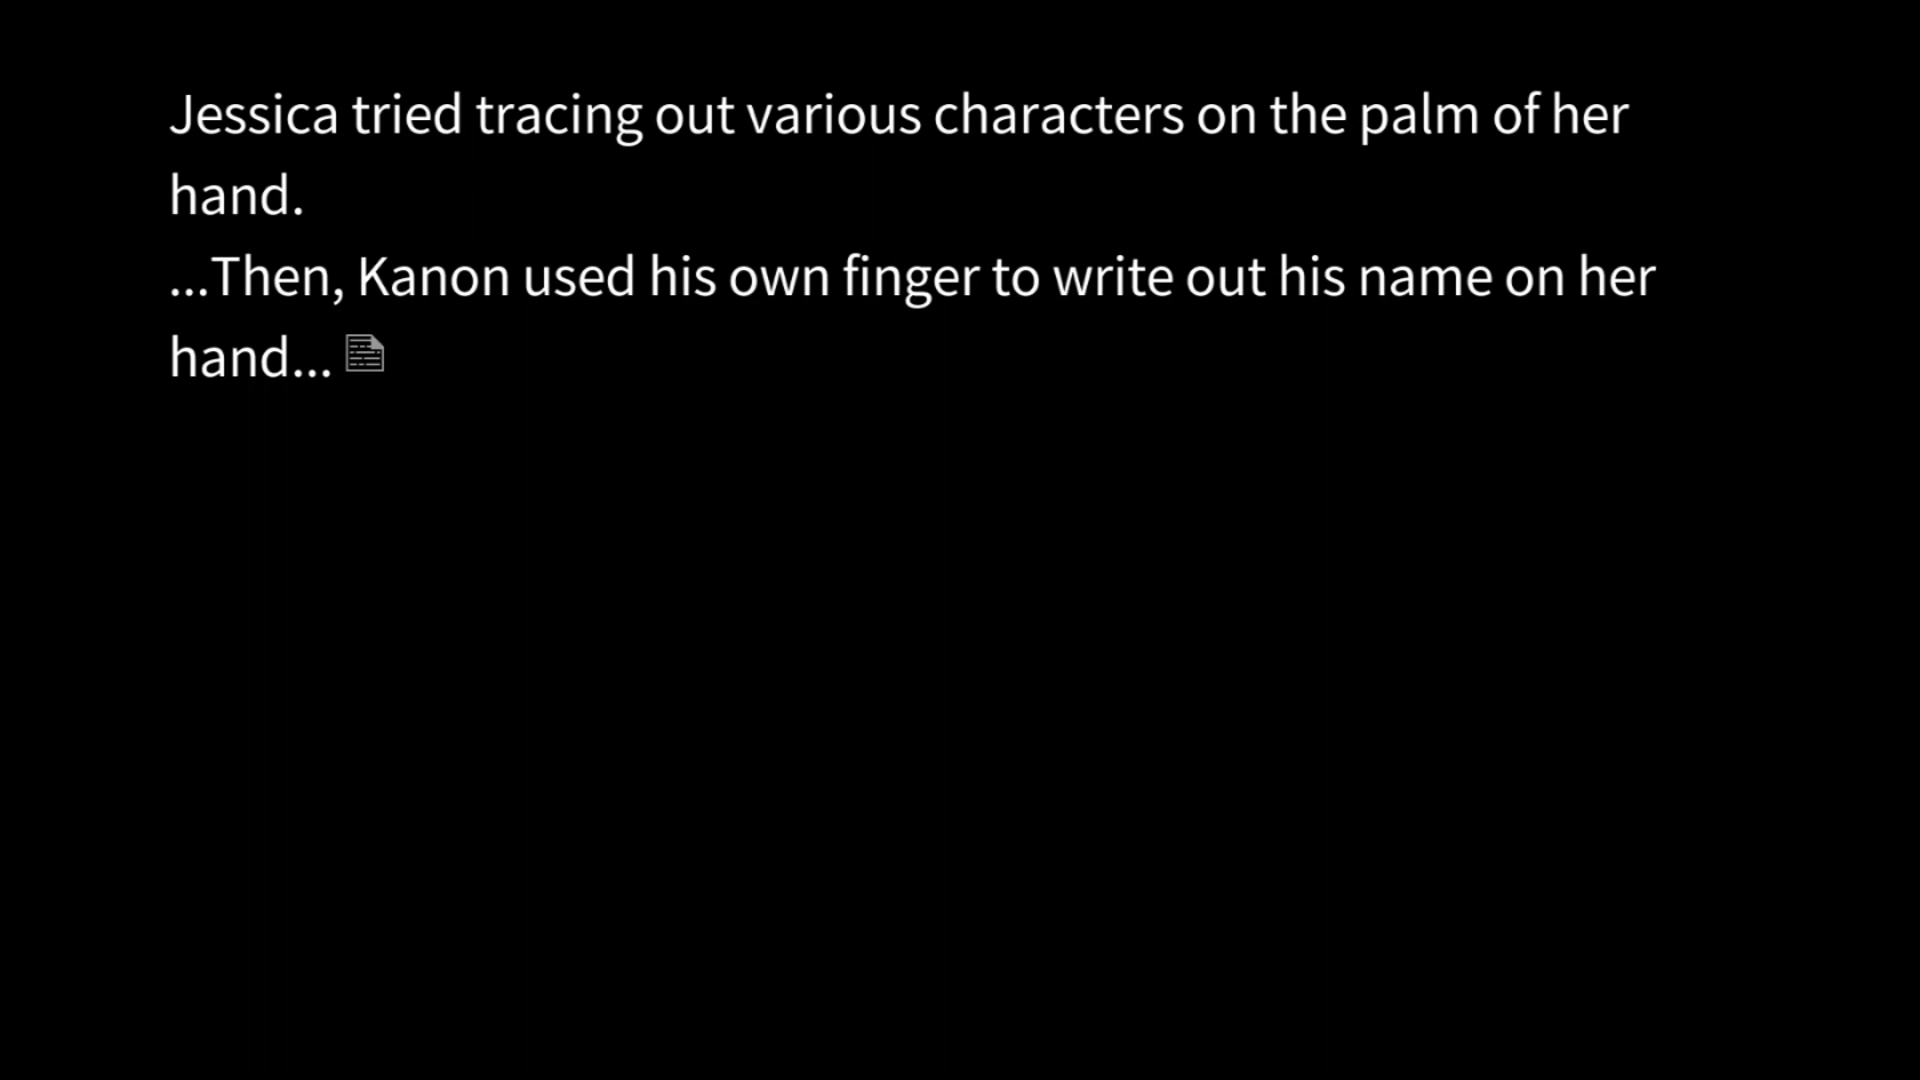 Jessica tried tracing out various characters on the palm of her
hand.
...Then, Kanon used his own finger to write out his name on her
hand...